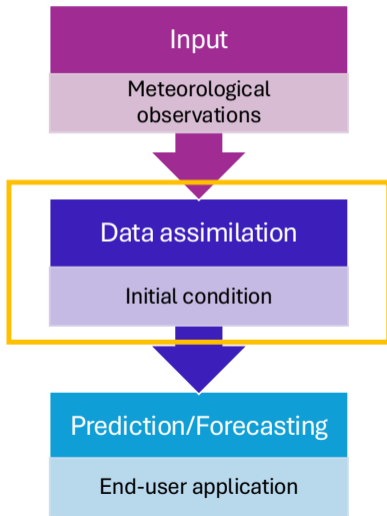 Input
Meteorological
observations
Data assimilation
Initial condition
Prediction/Forecasting
End-user application